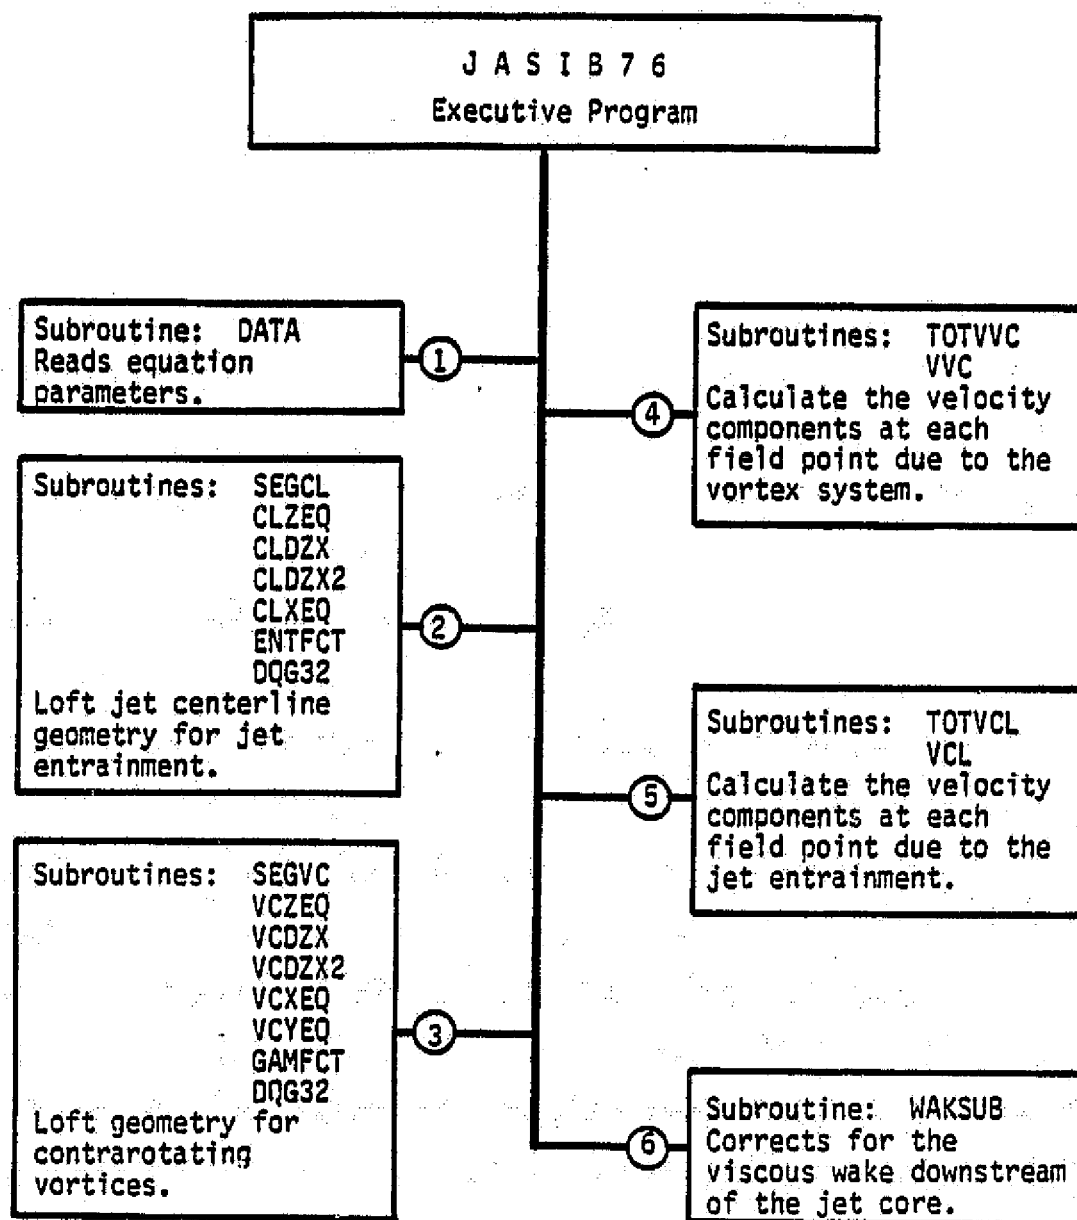 J A S I B 7 6
Executive Program
Subroutine: DATA
Reads equation
parameters.
1
Subroutines: SEGCL
CLZEQ
CLDZX
CLDZX2
CLXEQ
ENTFCT
DQG32
Loft jet centerline
geometry for jet
entrainment.
2
Subroutines: SEGVC
VCZEQ
VCDZX
VCDZX2
VCXEQ
VCYEQ
GAMFCT
DQG32
Loft geometry for
contrarotating
vortices.
3
4
Subroutines: TOTVVC
VVC
Calculate the velocity
components at each
field point due to the
vortex system.
5
Subroutines: TOTVCL
VCL
Calculate the velocity
components at each
field point due to the
jet entrainment.
6
Subroutine: WAKSUB
Corrects for the
viscous wake downstream
of the jet core.